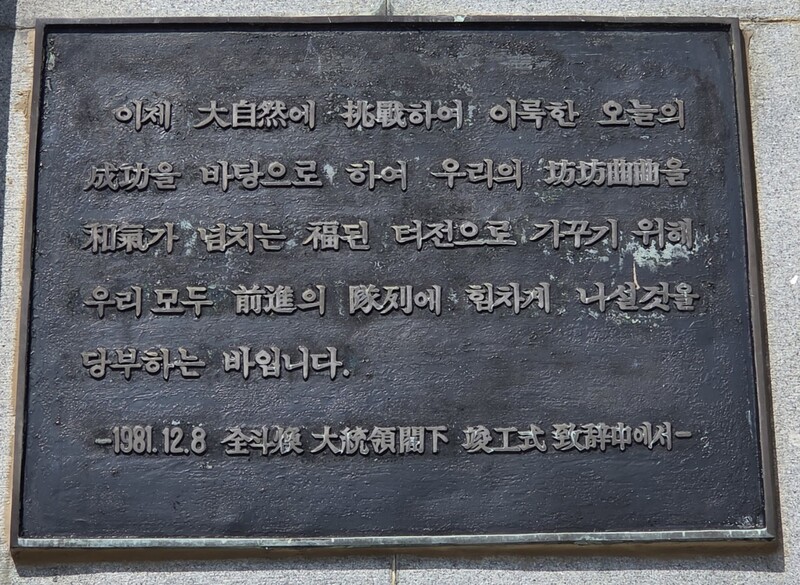 이제 大自然에 挑戰하여 이룩한 오늘의
成功을 바탕으로 하여 우리의 坊坊曲曲을
和氣가 넘치는 福된 터전으로 가꾸기 위해
우리 모두 前進의 隊列에 힘차게 나설것을
당부하는 바입니다.
-1981.12.8 全斗煥 大統領閣下 竣工式 致辞中에서-